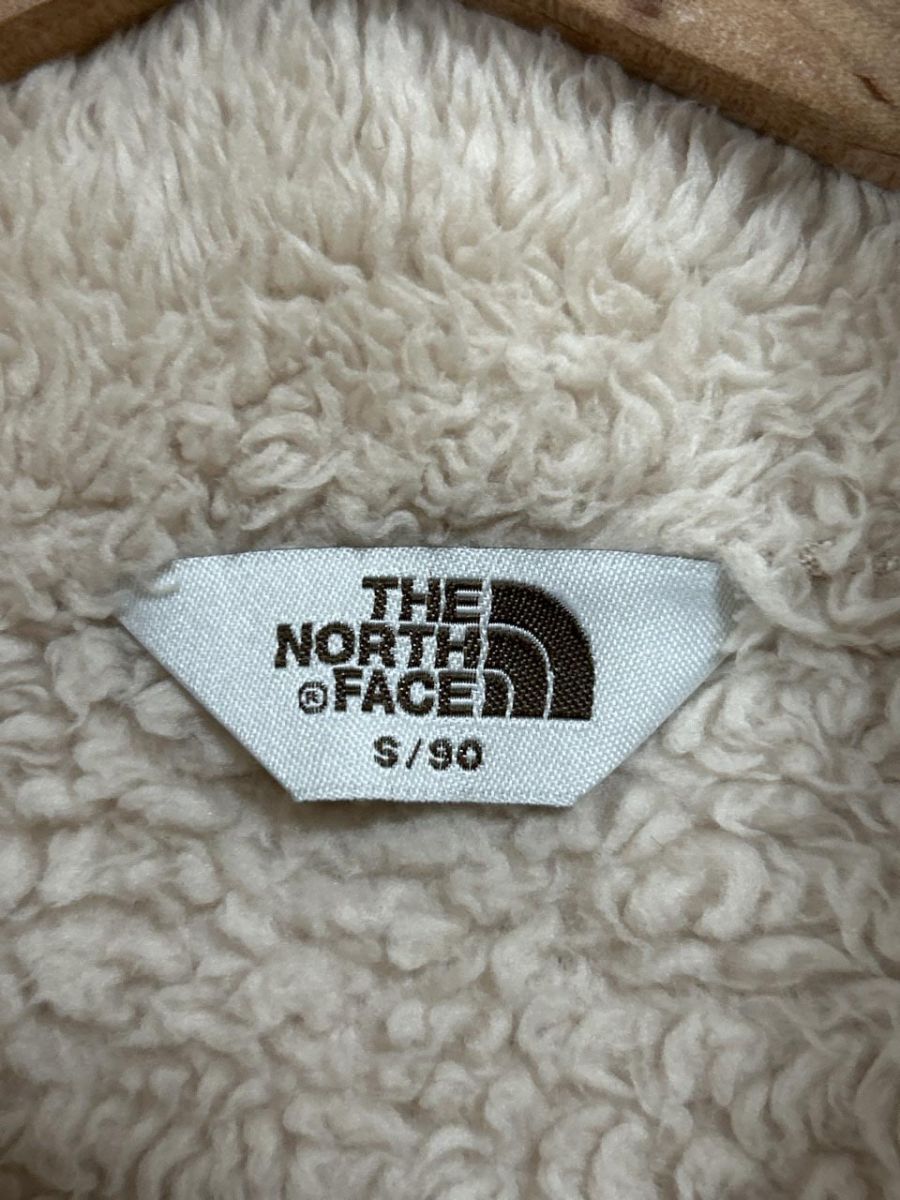 THE
NORTH
® FACE
S/90